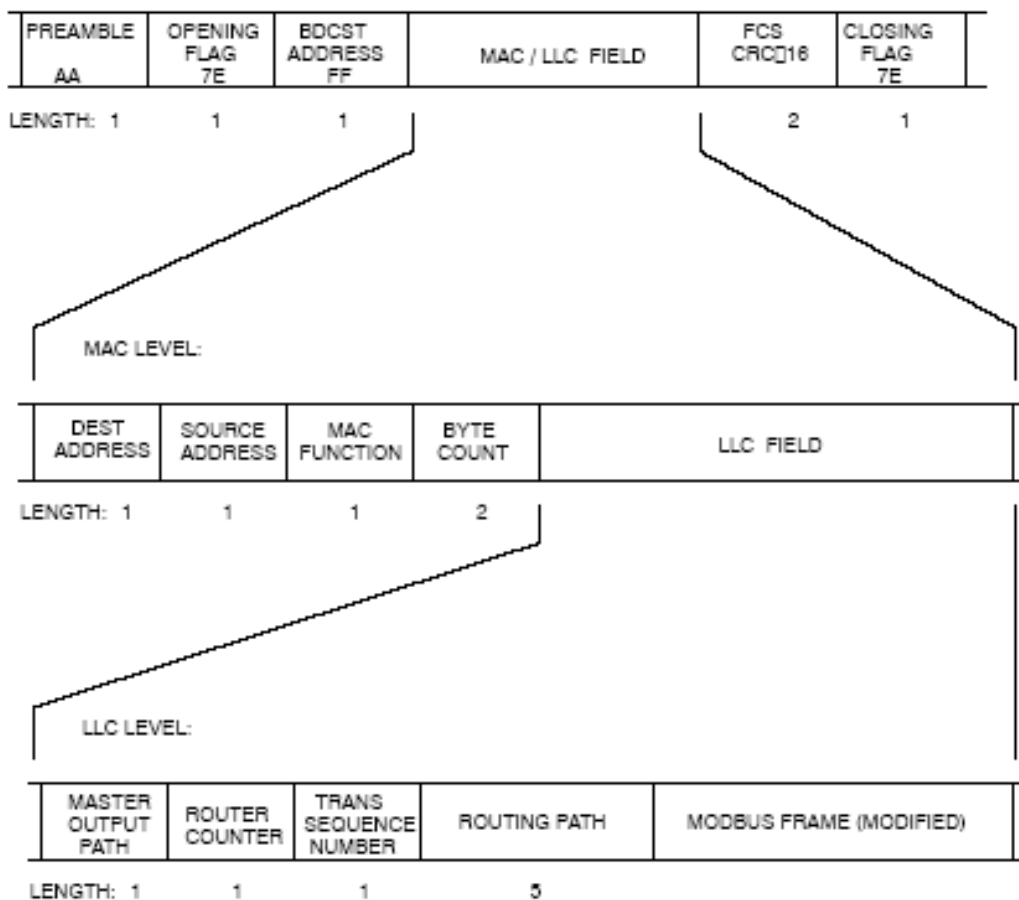 PREAMBLE
AA
OPENING
FLAG
7E
BDCST
ADDRESS
FF
MAC / LLC FIELD
FCS
CRC▯16
CLOSING
FLAG
7E
LENGTH: 1 1 1 2 1
MAC LEVEL:
DEST
ADDRESS
SOURCE
ADDRESS
MAC
FUNCTION
BYTE
COUNT
LLC FIELD
LENGTH: 1 1 1 2
LLC LEVEL:
MASTER
OUTPUT
PATH
ROUTER
COUNTER
TRANS
SEQUENCE
NUMBER
ROUTING PATH
MODBUS FRAME (MODIFIED)
LENGTH: 1 1 1 5